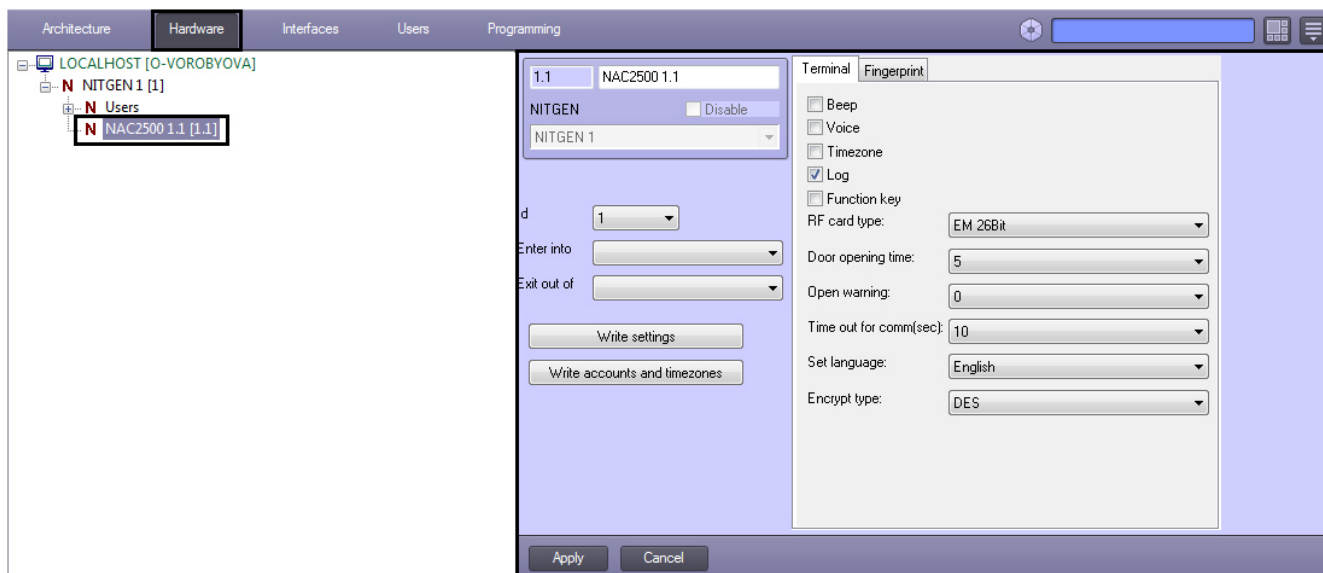 Architecture Hardware Interfaces Users Programming
LOCALHOST [O-VOROBYOVA]
N NITGEN 1 [1]
N Users
N NAC2500 1.1 [1.1]
1.1 NAC2500 1.1
NITGEN Disable
NITGEN 1
d 1
Enter into
Exit out of
Write settings
Write accounts and timezones
Terminal Fingerprint
Beep
Voice
Timezone
Log
Function key
RF card type: EM 26Bit
Door opening time: 5
Open warning: 0
Time out for comm(sec): 10
Set language: English
Encrypt type: DES
Apply Cancel